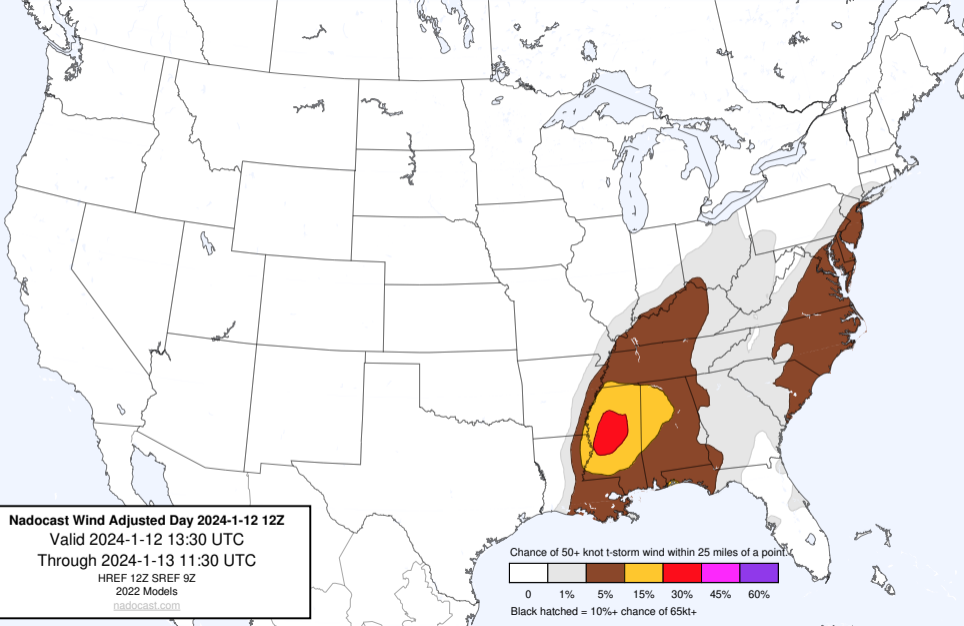 Nadocast Wind Adjusted Day 2024-1-12 12Z
Valid 2024-1-12 13:30 UTC
Through 2024-1-13 11:30 UTC
HREF 12Z SREF 9Z
2022 Models
nadocast.com
Chance of 50+ knot t-storm wind within 25 miles of a point.
0 1% 5% 15% 30% 45% 60%
Black hatched = 10%+ chance of 65kt+